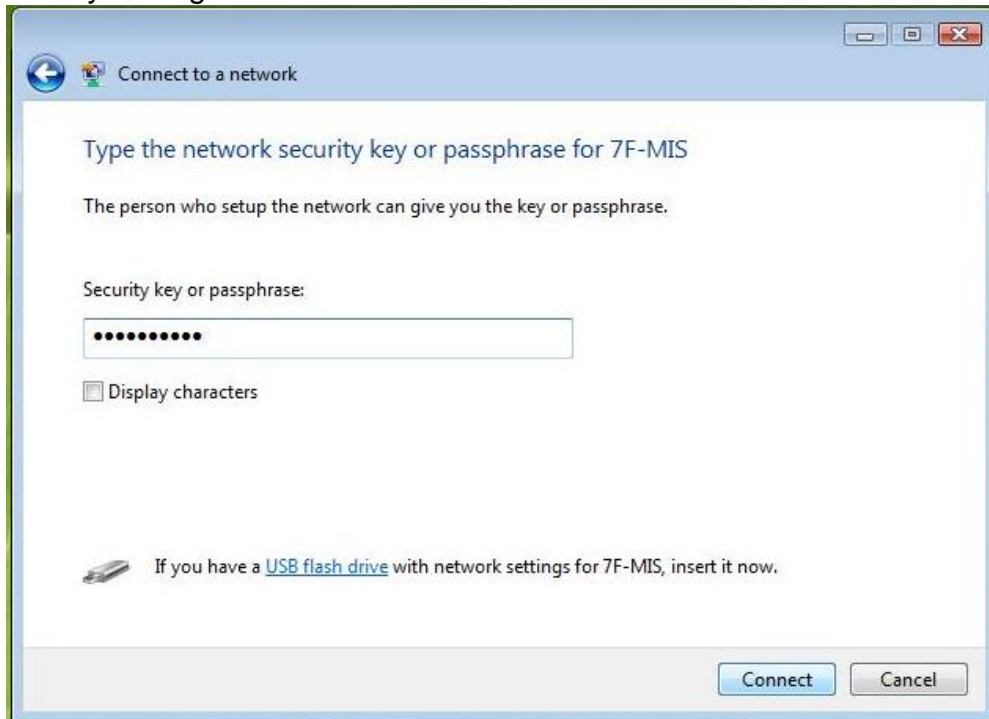 Connect to a network
Type the network security key or passphrase for 7F-MIS
The person who setup the network can give you the key or passphrase.
Security key or passphrase:
••••••••••
Display characters
If you have a USB flash drive with network settings for 7F-MIS, insert it now.
Connect Cancel